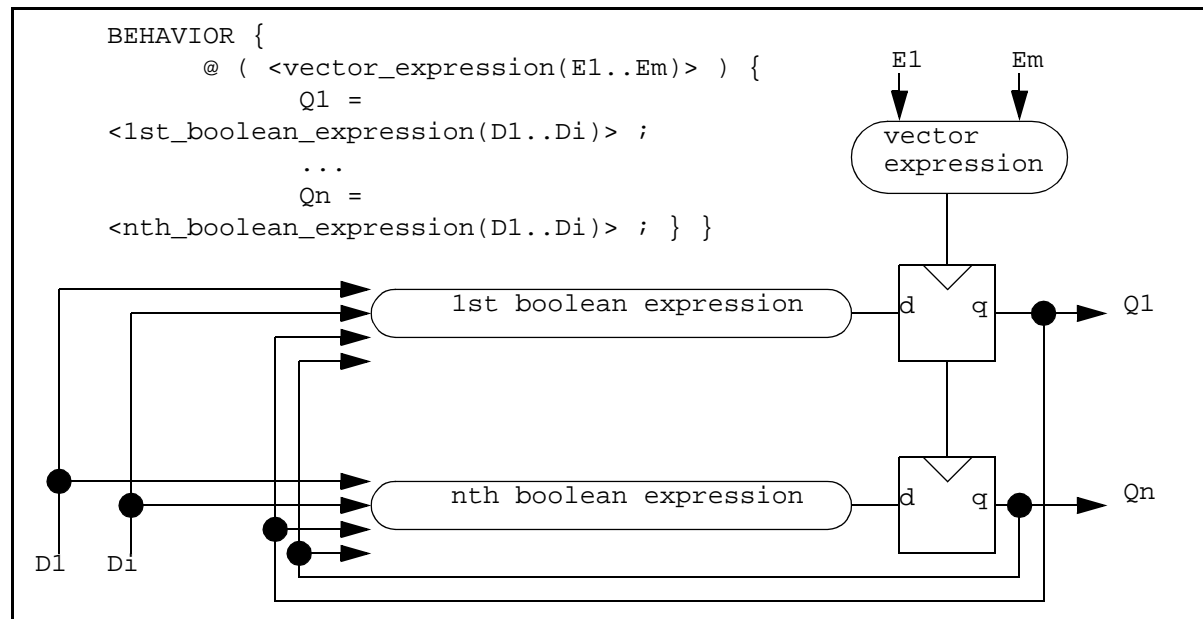 BEHAVIOR {
@ ( <vector_expression(E1..Em)> ) {
Q1 =
<1st_boolean_expression(D1..Di)> ;
...
Qn =
<nth_boolean_expression(D1..Di)> ; } }
E1 Em
vector
expression
1st boolean expression
d q
Q1
nth boolean expression
d q
Qn
D1 Di